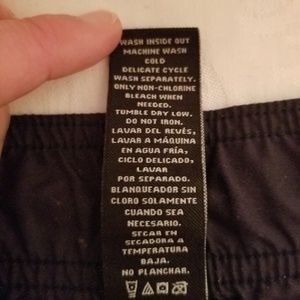 WASH INSIDE OUT
MACHINE WASH
COLD
DELICATE CYCLE
WASH SEPARATELY.
ONLY NON-CHLORINE
BLEACH WHEN
NEEDED.
TUMBLE DRY LOW.
DO NOT IRON.
LAVAR DEL REVÉS,
LAVAR A MÁQUINA
EN AGUA FRÍA,
CICLO DELICADO,
LAVAR
POR SEPARADO.
BLANQUEADOR SIN
CLORO SOLAMENTE
CUANDO SEA
NECESARIO.
SECAR EN
SECADORA A
TEMPERATURA
BAJA.
NO PLANCHAR.